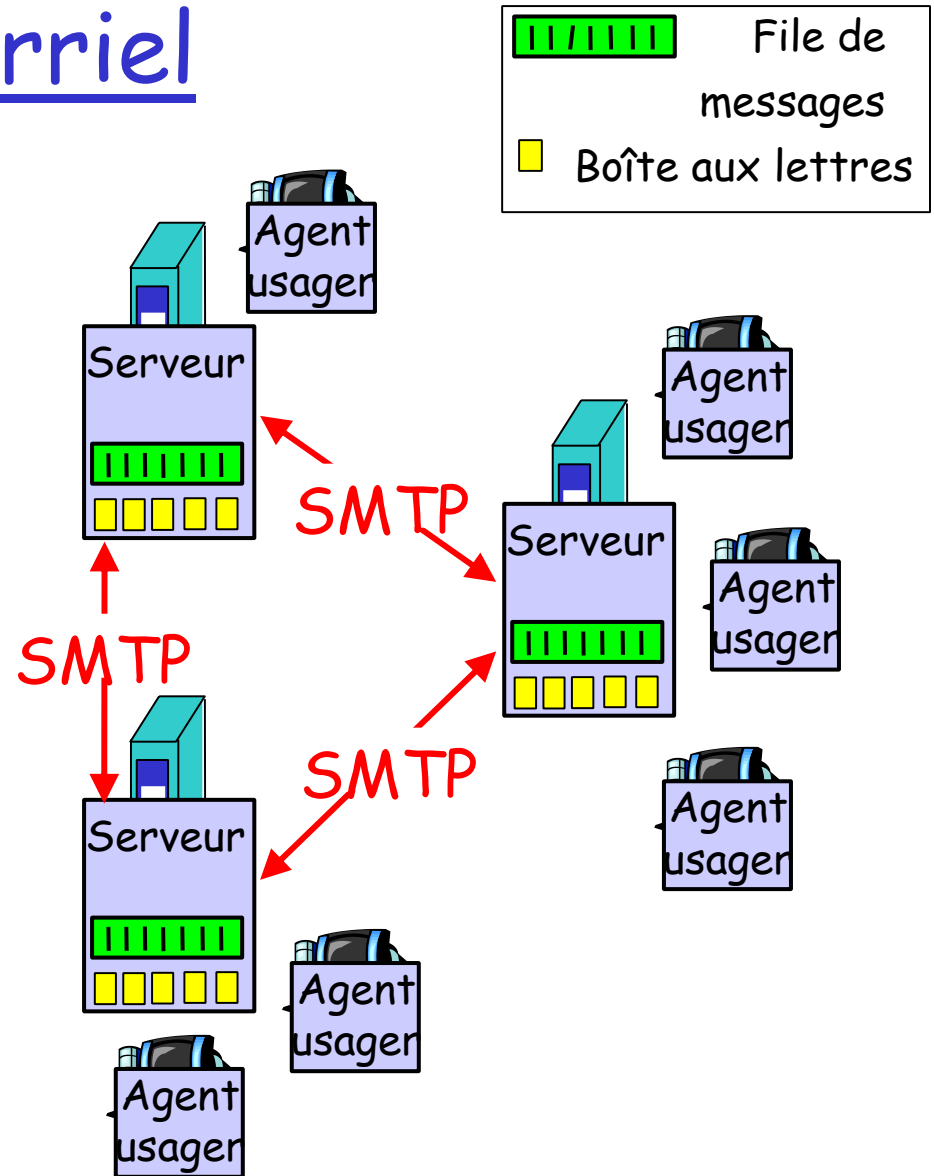 rriel
File de
messages
Boîte aux lettres
Agent
usager
Serveur
Agent
usager
SMTP
Serveur
Agent
usager
SMTP
SMTP
Agent
usager
Serveur
Agent
usager
Agent
usager